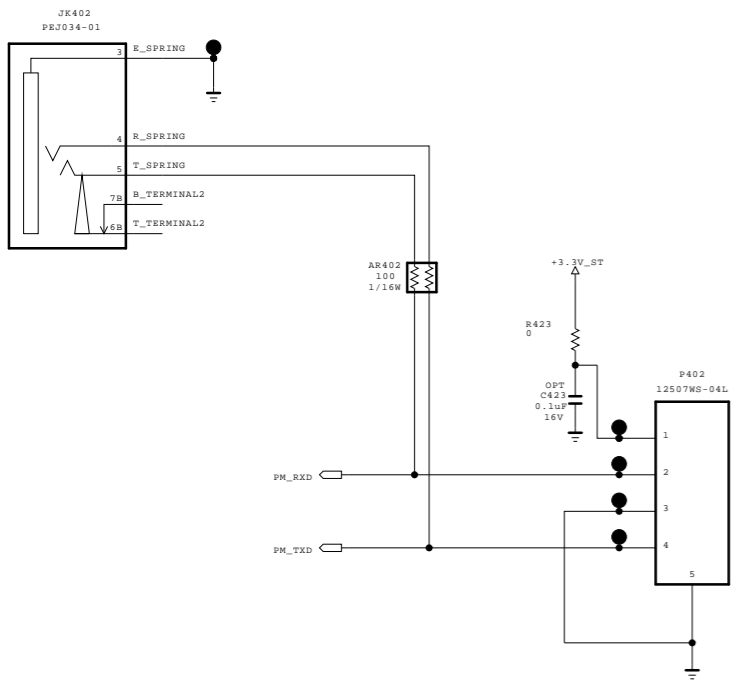 JK402
PEJ034-01
3 E_SPRING
4 R_SPRING
5 T_SPRING
7B B_TERMINAL2
6B T_TERMINAL2
AR402
100
1/16W
+3.3V_ST
R423
0
OPT
C423
0.1uF
16V
P402
12507WS-04L
1
PM_RXD
2
3
PM_TXD
4
5